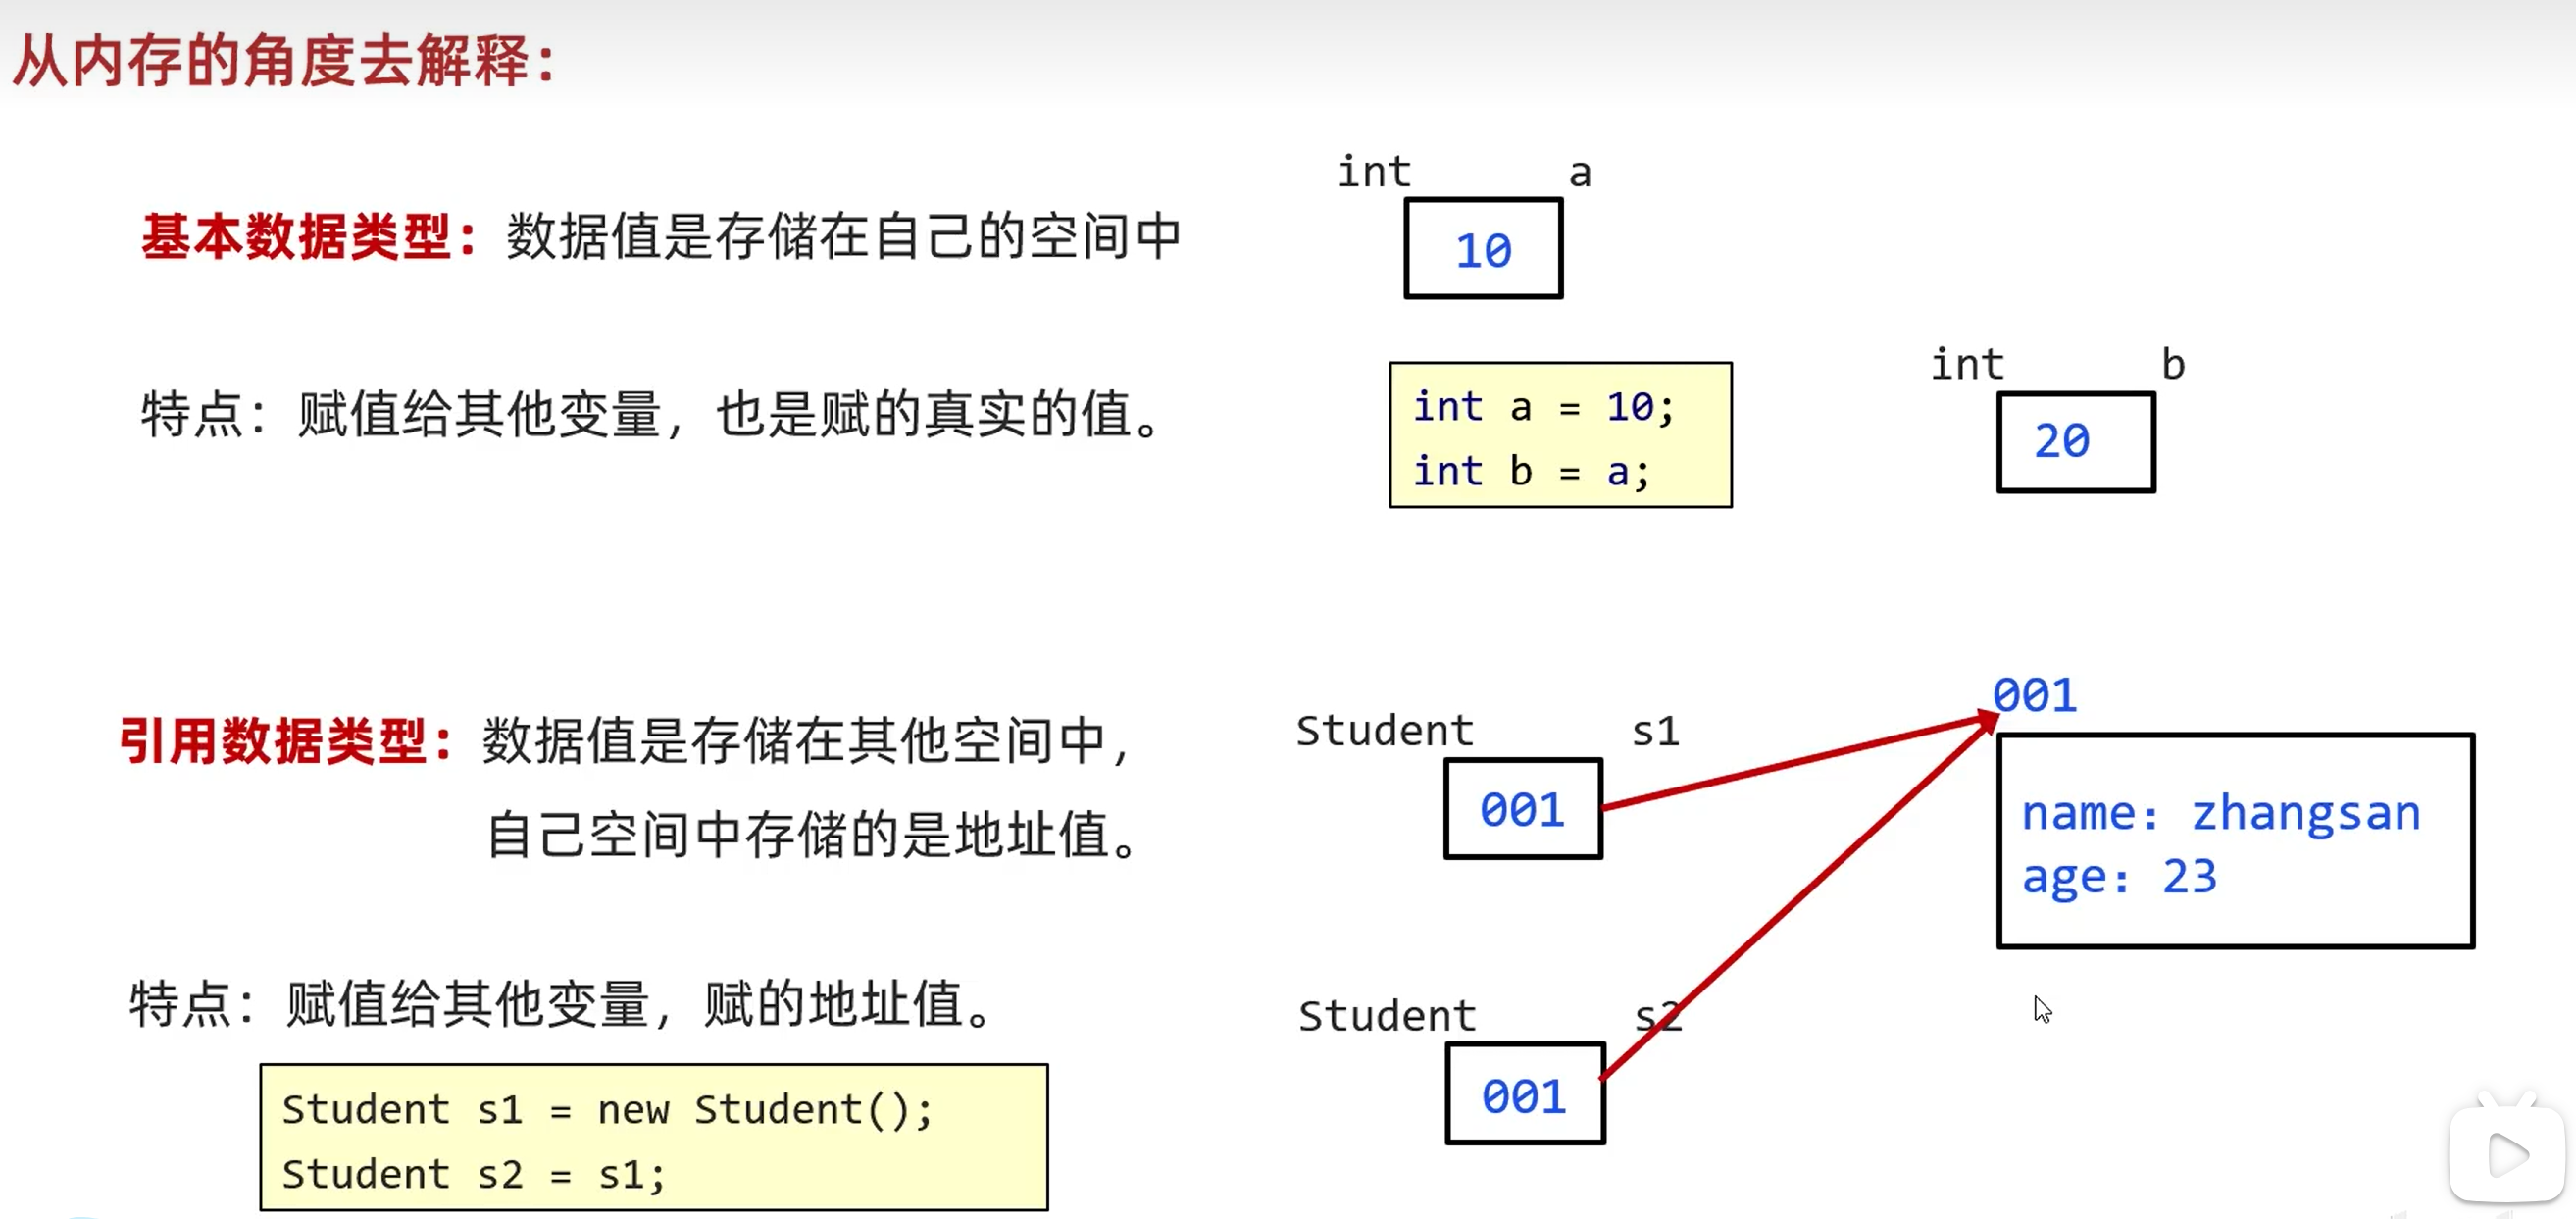 从内存的角度去解释：
基本数据类型：数据值是存储在自己的空间中
特点：赋值给其他变量，也是赋的真实的值。
int a
10
int a = 10;
int b = a;
int b
20
引用数据类型：数据值是存储在其他空间中，
自己空间中存储的是地址值。
特点：赋值给其他变量，赋的地址值。
Student s1 = new Student();
Student s2 = s1;
Student s1
001
001
name: zhangsan
age: 23
Student s2
001